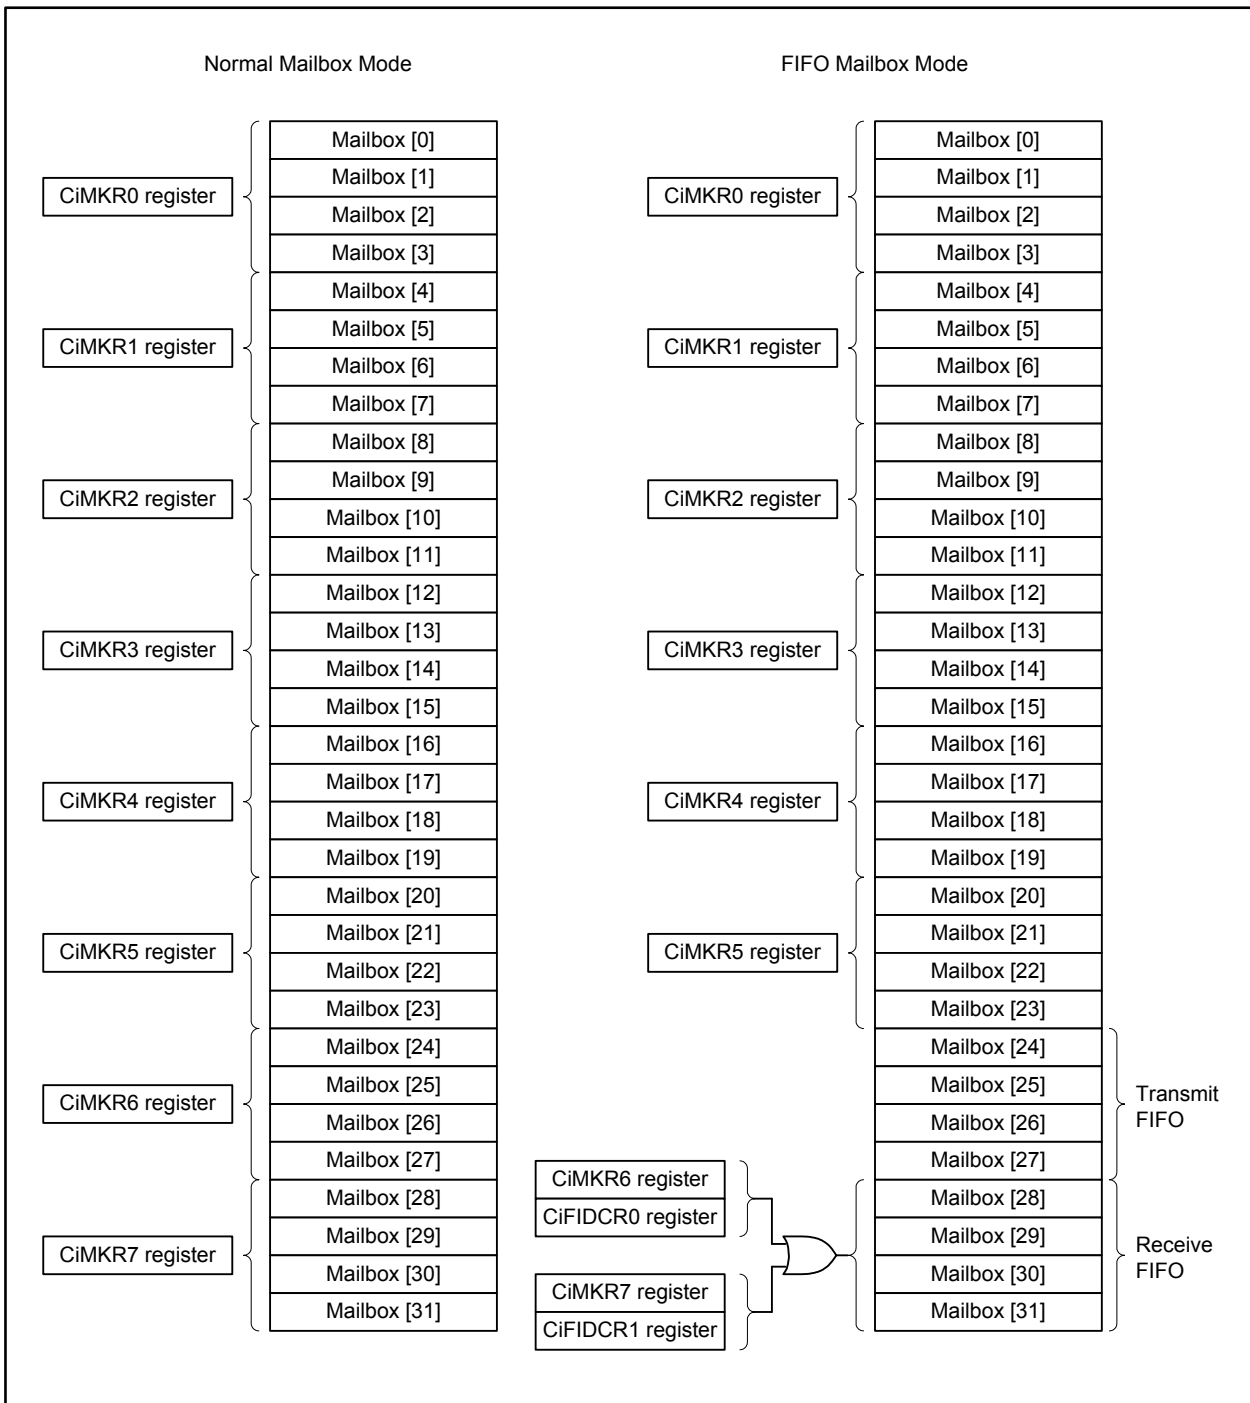 Normal Mailbox Mode
Mailbox [0]
Mailbox [1]
CiMKR0 register
Mailbox [2]
Mailbox [3]
Mailbox [4]
Mailbox [5]
CiMKR1 register
Mailbox [6]
Mailbox [7]
Mailbox [8]
Mailbox [9]
CiMKR2 register
Mailbox [10]
Mailbox [11]
Mailbox [12]
Mailbox [13]
CiMKR3 register
Mailbox [14]
Mailbox [15]
Mailbox [16]
Mailbox [17]
CiMKR4 register
Mailbox [18]
Mailbox [19]
Mailbox [20]
Mailbox [21]
CiMKR5 register
Mailbox [22]
Mailbox [23]
Mailbox [24]
Mailbox [25]
CiMKR6 register
Mailbox [26]
Mailbox [27]
Mailbox [28]
Mailbox [29]
CiMKR7 register
Mailbox [30]
Mailbox [31]
FIFO Mailbox Mode
Mailbox [0]
Mailbox [1]
CiMKR0 register
Mailbox [2]
Mailbox [3]
Mailbox [4]
Mailbox [5]
CiMKR1 register
Mailbox [6]
Mailbox [7]
Mailbox [8]
Mailbox [9]
CiMKR2 register
Mailbox [10]
Mailbox [11]
Mailbox [12]
Mailbox [13]
CiMKR3 register
Mailbox [14]
Mailbox [15]
Mailbox [16]
Mailbox [17]
CiMKR4 register
Mailbox [18]
Mailbox [19]
Mailbox [20]
Mailbox [21]
CiMKR5 register
Mailbox [22]
Mailbox [23]
Mailbox [24]
Mailbox [25]
Mailbox [26]
Mailbox [27]
Transmit
FIFO
CiMKR6 register
CiFIDCR0 register
CiMKR7 register
CiFIDCR1 register
Mailbox [28]
Mailbox [29]
Mailbox [30]
Mailbox [31]
Receive
FIFO